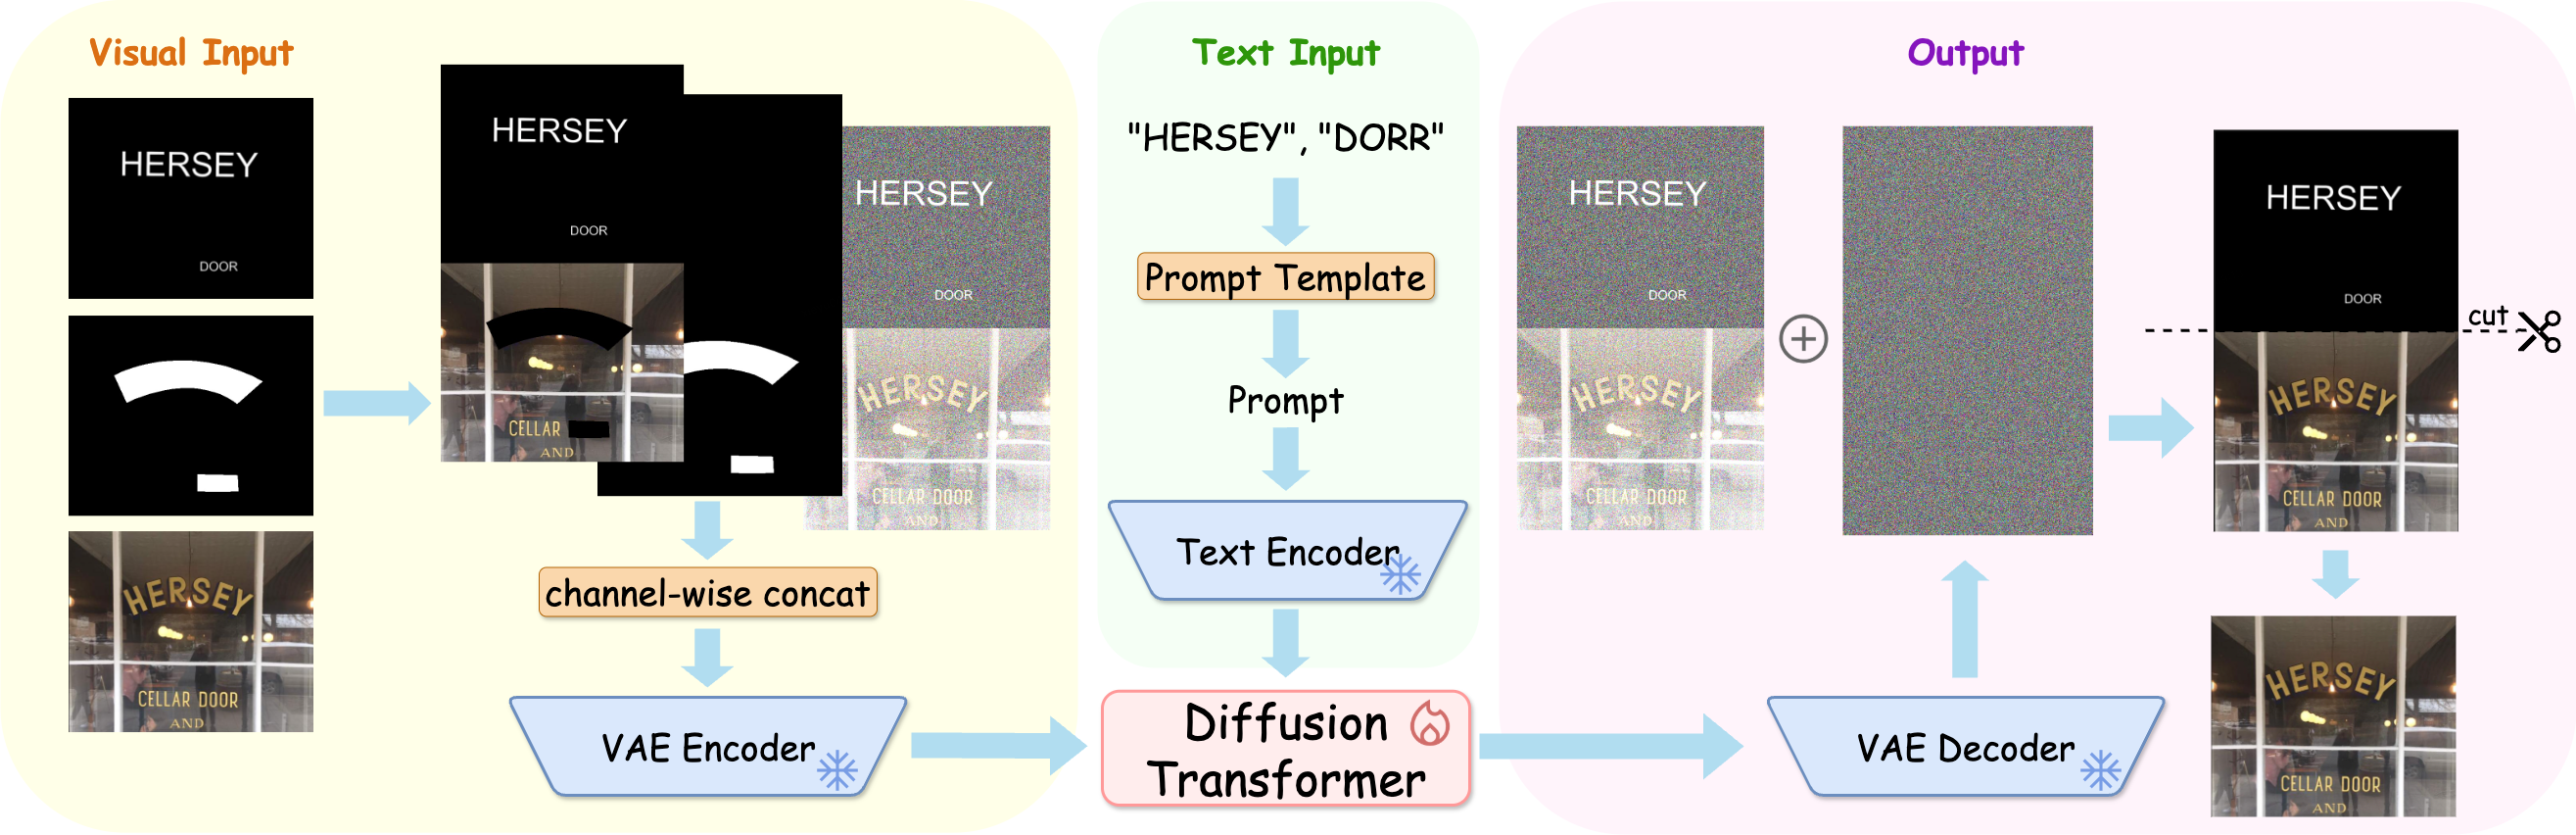 Visual Input
HERSEY
DOOR
HERSEY
CELLAR DOOR
AND
HERSEY
DOOR
CELLAR
AND
HERSEY
DOOR
HERSEY
CELLAR DOOR
AND
channel-wise concat
VAE Encoder
Text Input
"HERSEY", "DORR"
Prompt Template
Prompt
Text Encoder
Diffusion
Transformer
Output
HERSEY
DOOR
HERSEY
CELLAR DOOR
AND
HERSEY
DOOR
cut
HERSEY
CELLAR DOOR
AND
HERSEY
CELLAR DOOR
AND
VAE Decoder